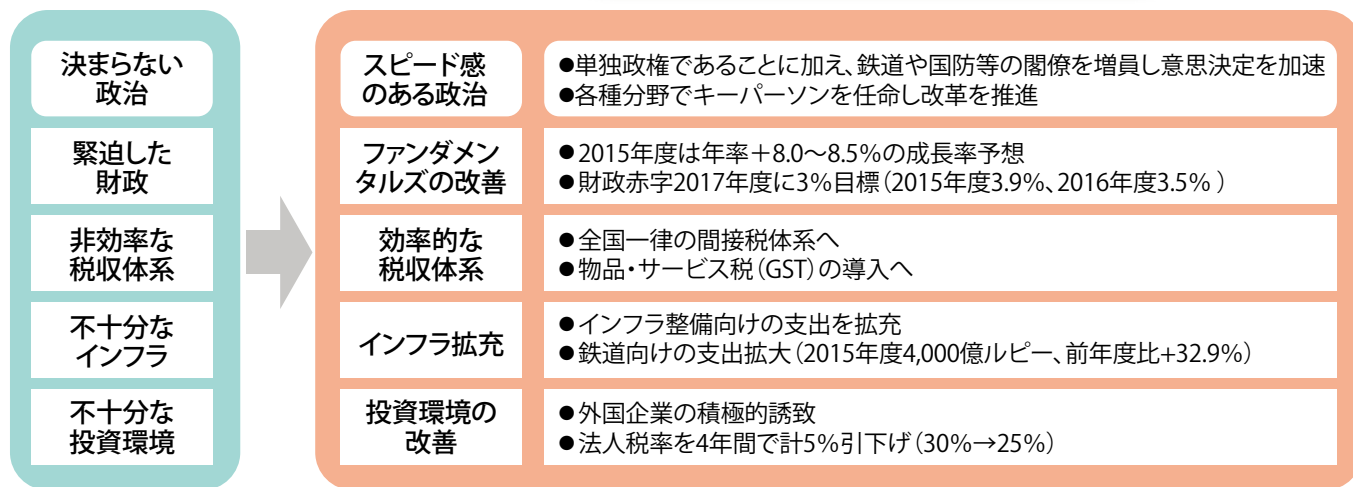 決まらない
政治
緊迫した
財政
非効率な
税収体系
不十分な
インフラ
不十分な
投資環境
スピード感
のある政治
●単独政権であることに加え、鉄道や国防等の閣僚を増員し意思決定を加速
●各種分野でキーパーソンを任命し改革を推進
ファンダメン
タルズの改善
●2015年度は年率＋8.0～8.5%の成長率予想
●財政赤字2017年度に3%目標（2015年度3.9%、2016年度3.5%）
効率的な
税収体系
●全国一律の間接税体系へ
●物品・サービス税（GST）の導入へ
インフラ拡充
●インフラ整備向けの支出を拡充
●鉄道向けの支出拡大（2015年度4,000億ルピー、前年度比+32.9%）
投資環境の
改善
●外国企業の積極的誘致
●法人税率を4年間で計5%引下げ（30%→25%）